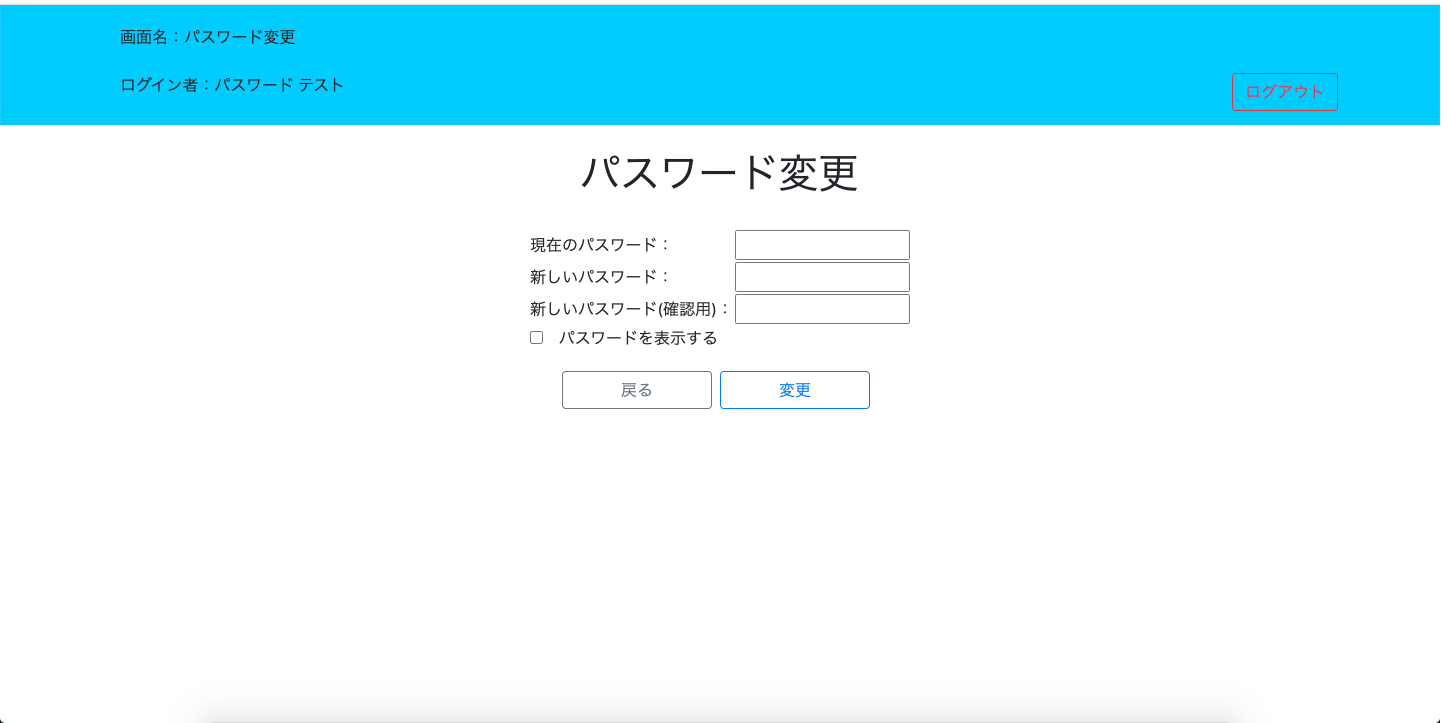 画面名：パスワード変更
ログイン者：パスワード テスト
ログアウト
パスワード変更
現在のパスワード：
新しいパスワード：
新しいパスワード(確認用)：
パスワードを表示する
戻る
変更